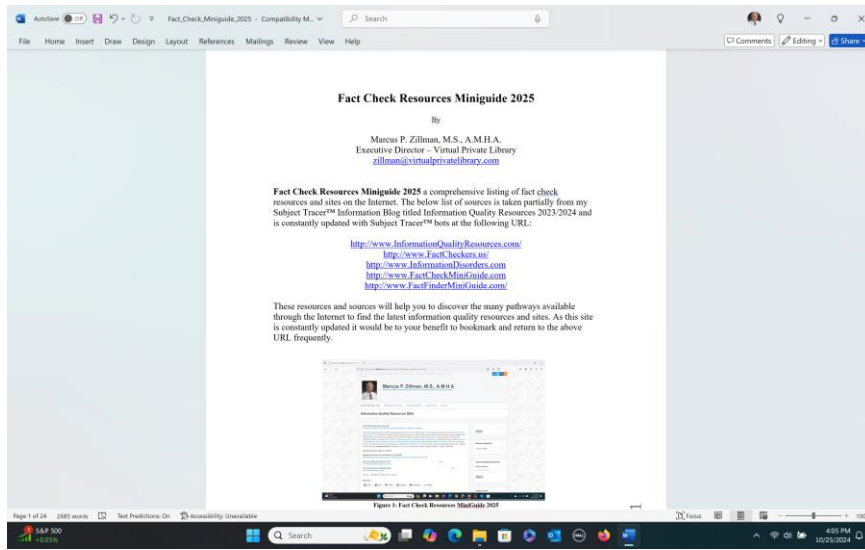 AutoSave Off Fact_Check_Miniguide_2025 - Compatibility M... Search
File Home Insert Draw Design Layout References Mailings Review View Help Comments Editing Share
Fact Check Resources Miniguide 2025
By
Marcus P. Zillman, M.S., A.M.H.A.
Executive Director – Virtual Private Library
zillman@virtualprivatelibrary.com
Fact Check Resources Miniguide 2025 a comprehensive listing of fact check
resources and sites on the Internet. The below list of sources is taken partially from my
Subject Tracer™ Information Blog titled Information Quality Resources 2023/2024 and
is constantly updated with Subject Tracer™ bots at the following URL:
http://www.InformationQualityResources.com/
http://www.FactCheckers.us/
http://www.InformationDisorders.com
http://www.FactCheckMiniGuide.com
http://www.FactFinderMiniGuide.com/
These resources and sources will help you to discover the many pathways available
through the Internet to find the latest information quality resources and sites. As this site
is constantly updated it would be to your benefit to bookmark and return to the above
URL frequently.
Marcus P. Zillman, M.S., A.M.H.A
Information Quality Resources 2023
Figure 1: Fact Check Resources MiniGuide 2025
Page 1 of 24 2685 words Text Predictions: On Accessibility: Unavailable Focus 100
S&P 500
+0.03%
Search
4:05 PM
10/25/2024